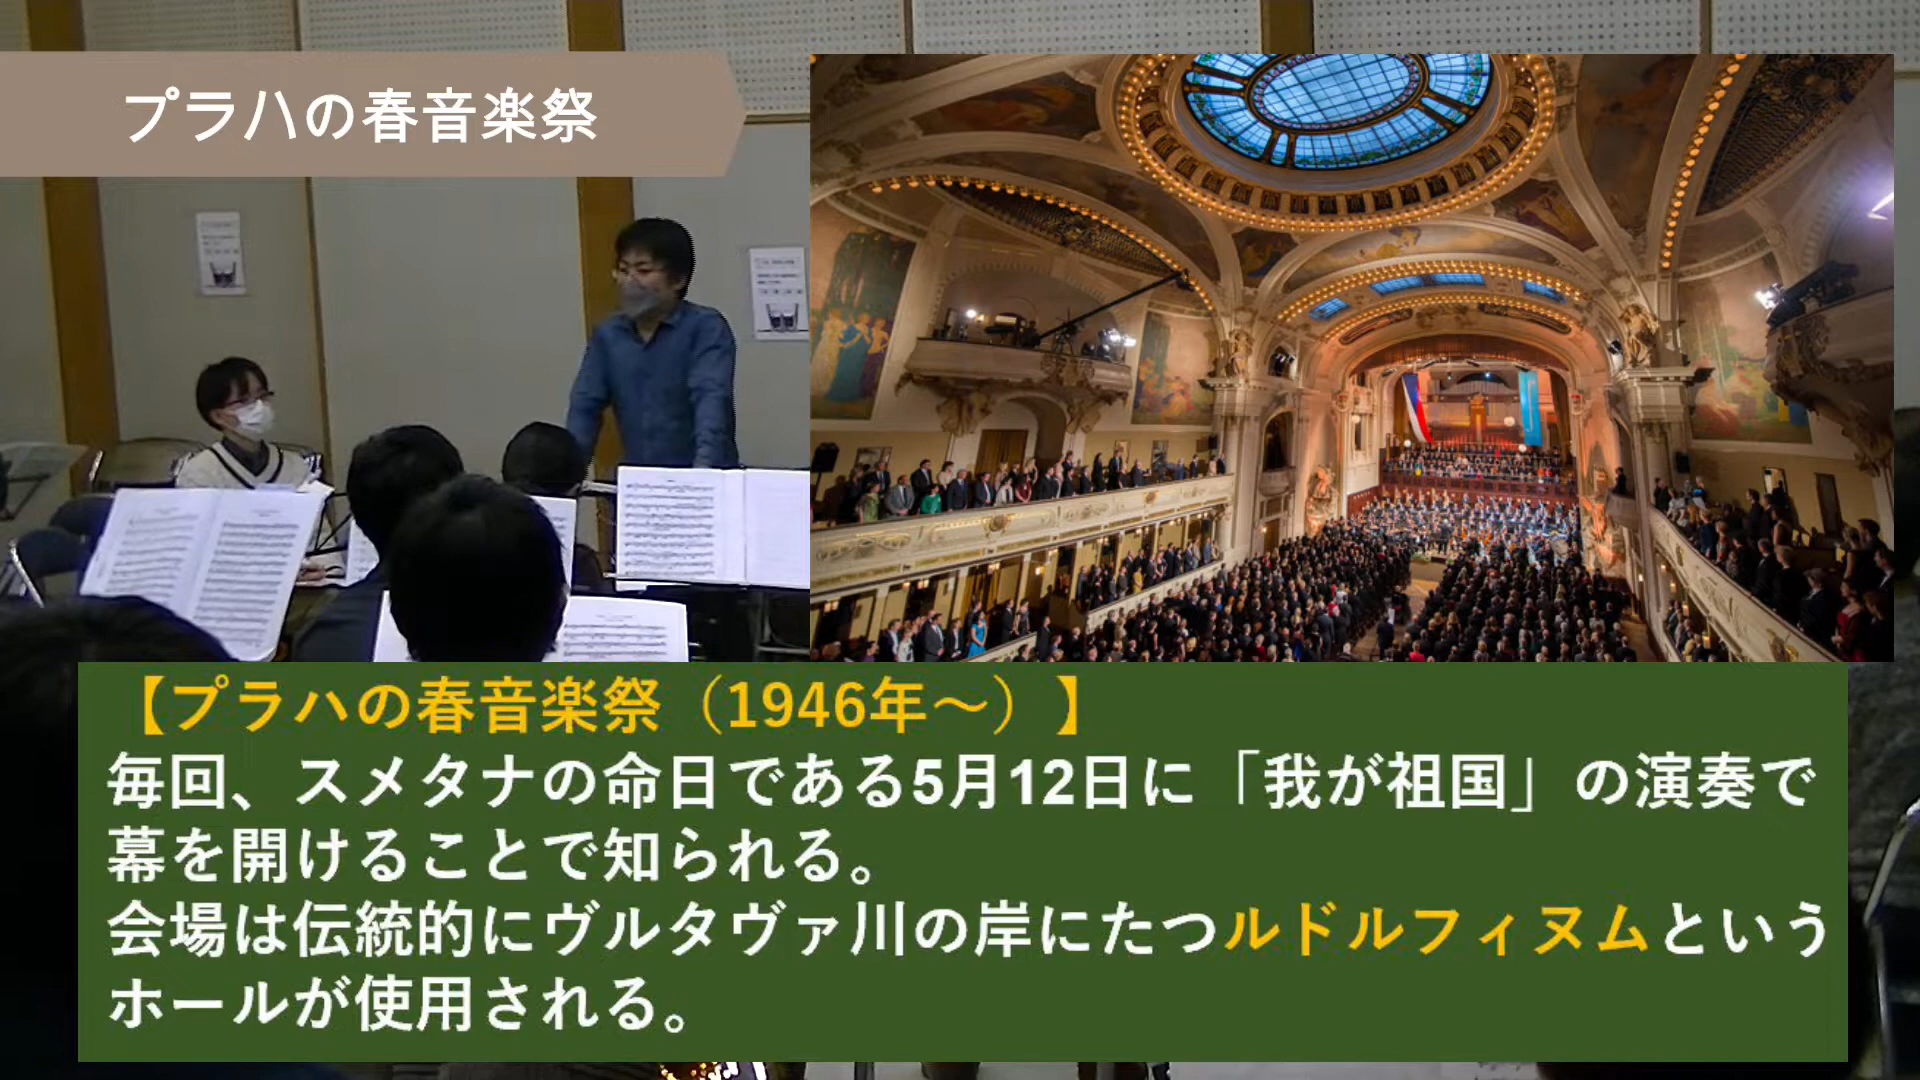 プラハの春音楽祭
【プラハの春音楽祭（1946年～）】
毎回、スメタナの命日である5月12日に「我が祖国」の演奏で
幕を開けることで知られる。
会場は伝統的にヴルタヴァ川の岸にたつルドルフィヌムという
ホールが使用される。